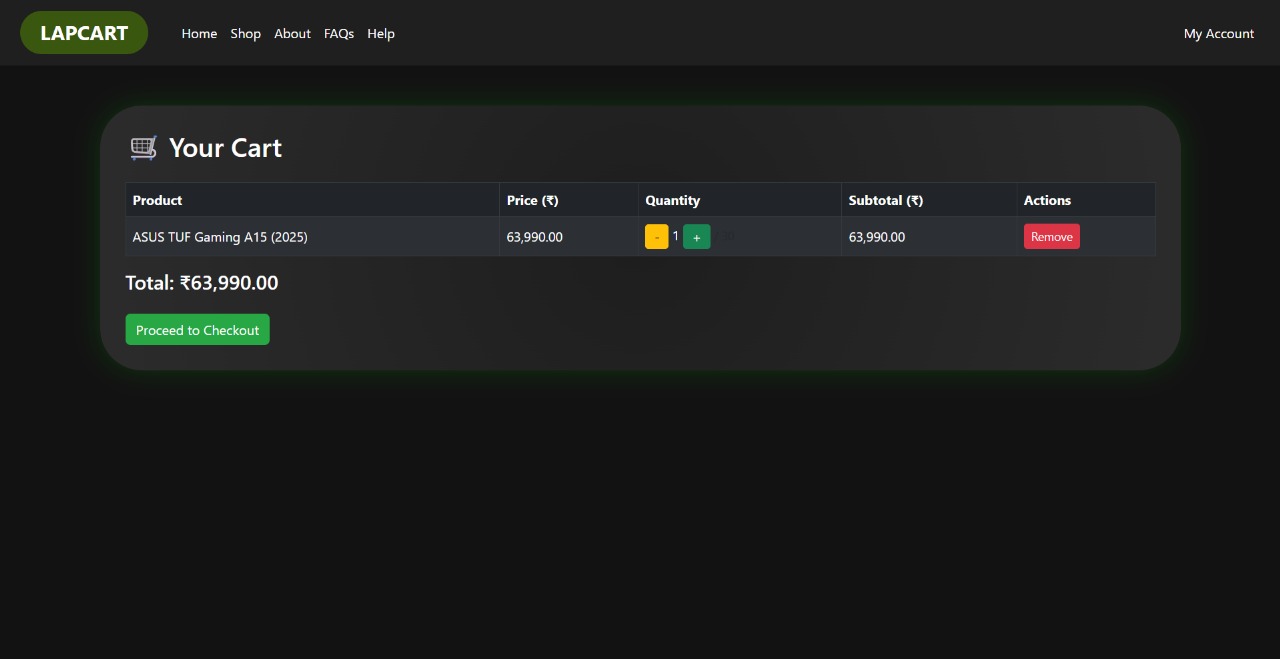 LAPCART Home Shop About FAQs Help My Account
Your Cart
Product Price (₹) Quantity Subtotal (₹) Actions
ASUS TUF Gaming A15 (2025) 63,990.00 - 1 + 63,990.00 Remove
Total: ₹63,990.00
Proceed to Checkout